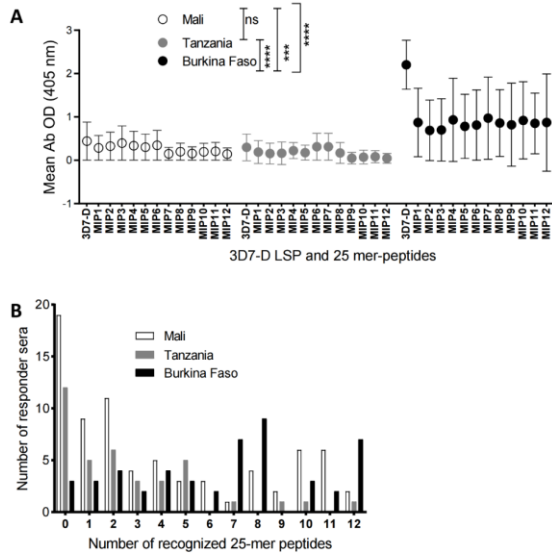 A
Mali
Tanzania
Burkina Faso
ns
****
***
****
Mean Ab OD (405 nm)
3
2
1
0
-1
3D7-D
MIP1
MIP2
MIP3
MIP4
MIP5
MIP6
MIP7
MIP8
MIP9
MIP10
MIP11
MIP12
3D7-D
MIP1
MIP2
MIP3
MIP4
MIP5
MIP6
MIP7
MIP8
MIP9
MIP10
MIP11
MIP12
3D7-D
MIP1
MIP2
MIP3
MIP4
MIP5
MIP6
MIP7
MIP8
MIP9
MIP10
MIP11
MIP12
3D7-D LSP and 25 mer-peptides
B
Mali
Tanzania
Burkina Faso
Number of responder sera
20
15
10
5
0
0 1 2 3 4 5 6 7 8 9 10 11 12
Number of recognized 25-mer peptides